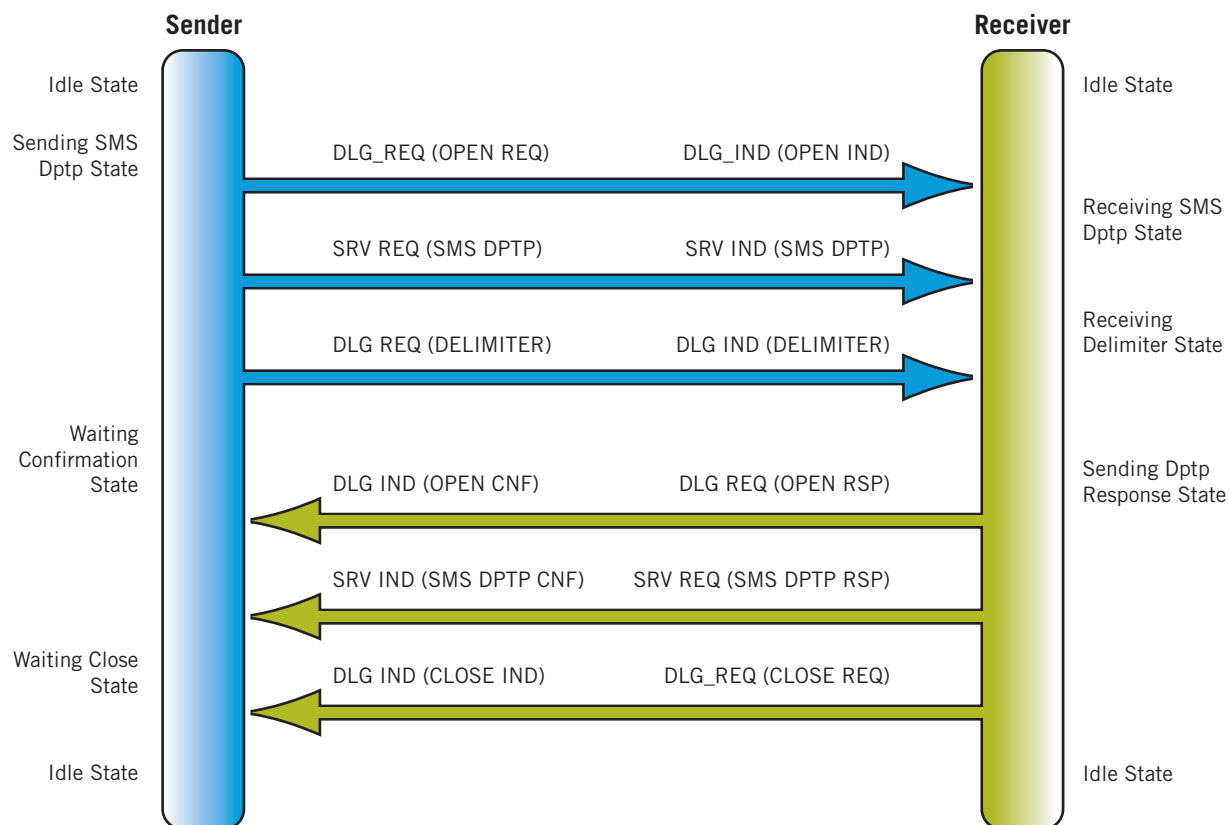 Sender
Receiver
Idle State
Idle State
Sending SMS
Dptp State
DLG_REQ (OPEN REQ)
DLG_IND (OPEN IND)
Receiving SMS
Dptp State
SRV REQ (SMS DPTP)
SRV IND (SMS DPTP)
Receiving
Delimiter State
DLG REQ (DELIMITER)
DLG IND (DELIMITER)
Waiting
Confirmation
State
DLG IND (OPEN CNF)
DLG REQ (OPEN RSP)
Sending Dptp
Response State
SRV IND (SMS DPTP CNF)
SRV REQ (SMS DPTP RSP)
Waiting Close
State
DLG IND (CLOSE IND)
DLG_REQ (CLOSE REQ)
Idle State
Idle State